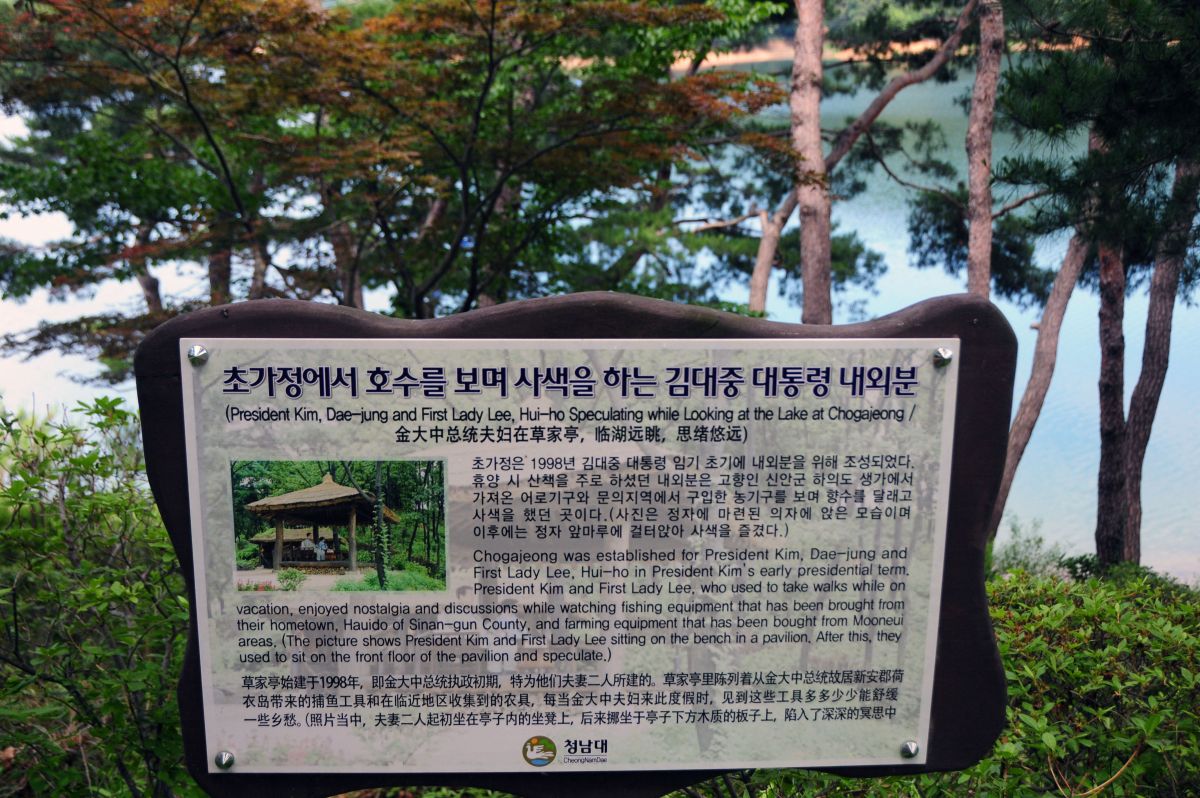 초가정에서 호수를 보며 사색을 하는 김대중 대통령 내외분
(President Kim, Dae-jung and First Lady Lee, Hui-ho Speculating while Looking at the Lake at Chogajeong /
金大中总统夫妇在草家亭, 临湖远眺, 思绪悠远)
초가정은 1998년 김대중 대통령 임기 초기에 내외분을 위해 조성되었다.
휴양 시 산책을 주로 하셨던 내외분은 고향인 신안군 하의도 생가에서
가져온 어로기구와 문의지역에서 구입한 농기구를 보며 향수를 달래고
사색을 했던 곳이다.(사진은 정자에 마련된 의자에 앉은 모습이며
이후에는 정자 앞마루에 걸터앉아 사색을 즐겼다.)
Chogajeong was established for President Kim, Dae-jung and
First Lady Lee, Hui-ho in President Kim's early presidential term.
President Kim and First Lady Lee, who used to take walks while on
vacation, enjoyed nostalgia and discussions while watching fishing equipment that has been brought from
their hometown, Hauido of Sinan-gun County, and farming equipment that has been bought from Mooneui
areas. (The picture shows President Kim and First Lady Lee sitting on the bench in a pavilion. After this, they
used to sit on the front floor of the pavilion and speculate.)
草家亭始建于1998年, 即金大中总统执政初期, 特为他们夫妻二人所建的。草家亭里陈列着从金大中总统故居新安郡荷
衣岛带来的捕鱼工具和在临近地区收集到的农具, 每当金大中夫妇来此度假时, 见到这些工具多多少少能舒缓
一些乡愁。(照片当中, 夫妻二人起初坐在亭子内的坐凳上, 后来挪坐于亭子下方木质的板子上, 陷入了深深的冥思中
청남대
CheongNamDae